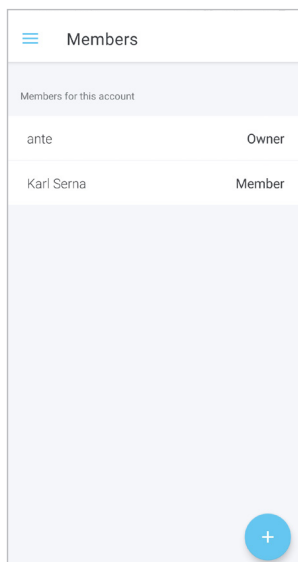 Members
Members for this account
ante Owner
Karl Serna Member
+